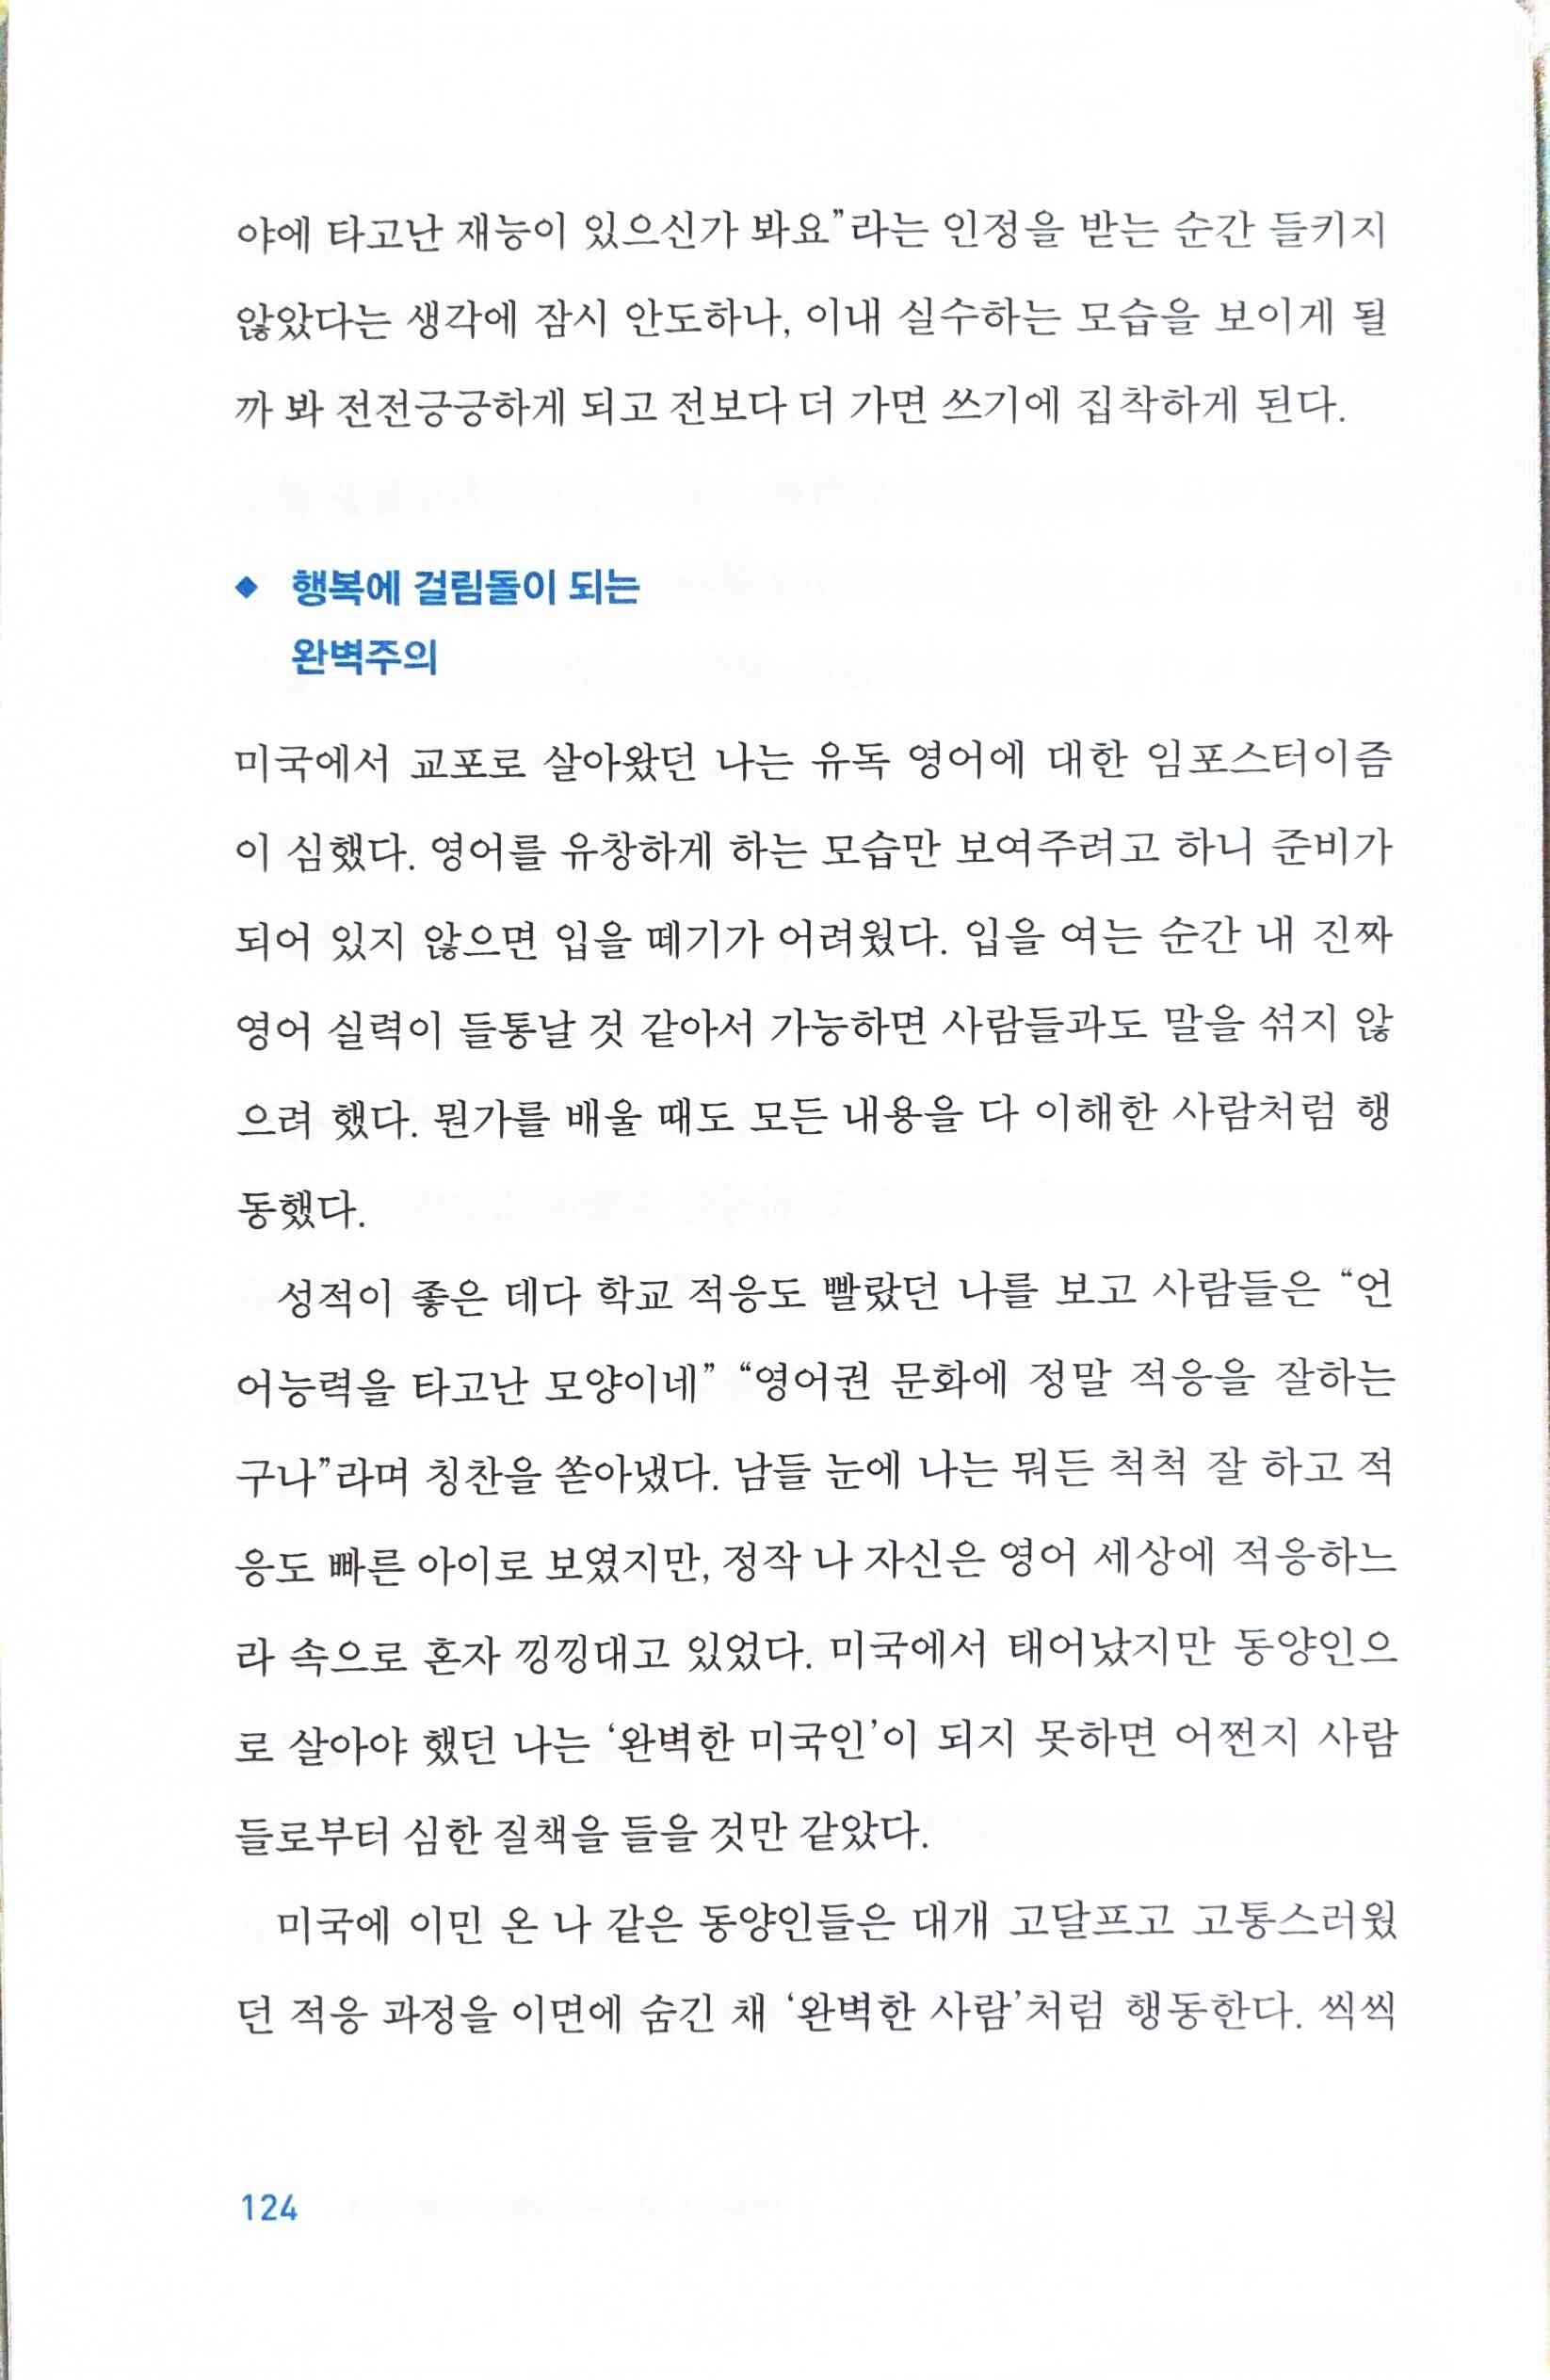 야에 타고난 재능이 있으신가 봐요”라는 인정을 받는 순간 들키지
않았다는 생각에 잠시 안도하나, 이내 실수하는 모습을 보이게 될
까 봐 전전긍긍하게 되고 전보다 더 가면 쓰기에 집착하게 된다.
◆ 행복에 걸림돌이 되는
완벽주의
미국에서 교포로 살아왔던 나는 유독 영어에 대한 임포스터이즘
이 심했다. 영어를 유창하게 하는 모습만 보여주려고 하니 준비가
되어 있지 않으면 입을 떼기가 어려웠다. 입을 여는 순간 내 진짜
영어 실력이 들통날 것 같아서 가능하면 사람들과도 말을 섞지 않
으려 했다. 뭔가를 배울 때도 모든 내용을 다 이해한 사람처럼 행
동했다.
성적이 좋은 데다 학교 적응도 빨랐던 나를 보고 사람들은 “언
어능력을 타고난 모양이네” “영어권 문화에 정말 적응을 잘하는
구나”라며 칭찬을 쏟아냈다. 남들 눈에 나는 뭐든 척척 잘 하고 적
응도 빠른 아이로 보였지만, 정작 나 자신은 영어 세상에 적응하느
라 속으로 혼자 낑낑대고 있었다. 미국에서 태어났지만 동양인으
로 살아야 했던 나는 ‘완벽한 미국인’이 되지 못하면 어쩐지 사람
들로부터 심한 질책을 들을 것만 같았다.
미국에 이민 온 나 같은 동양인들은 대개 고달프고 고통스러웠
던 적응 과정을 이면에 숨긴 채 ‘완벽한 사람’처럼 행동한다. 씩씩
124